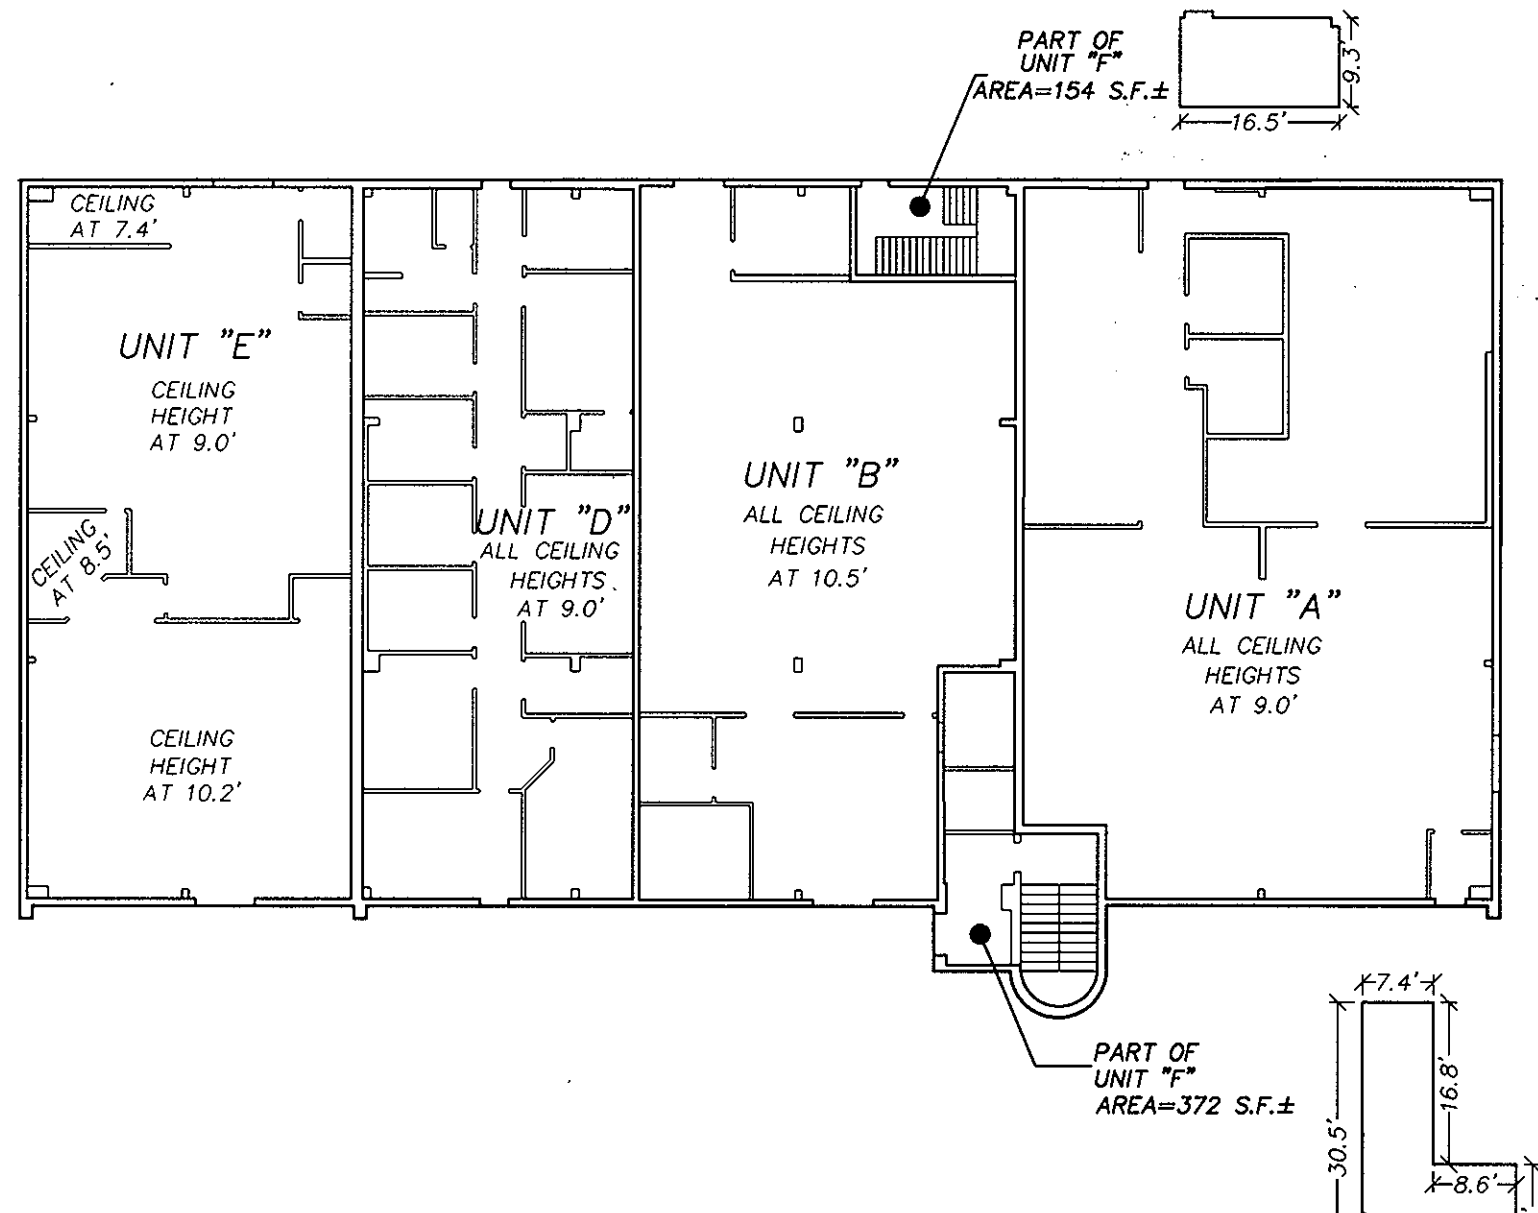 PART OF
UNIT "F"
AREA=154 S.F.±
9.3'
16.5'
CEILING
AT 7.4'
UNIT "E"
CEILING
HEIGHT
AT 9.0'
CEILING
AT 8.5'
CEILING
HEIGHT
AT 10.2'
UNIT "D"
ALL CEILING
HEIGHTS
AT 9.0'
UNIT "B"
ALL CEILING
HEIGHTS
AT 10.5'
UNIT "A"
ALL CEILING
HEIGHTS
AT 9.0'
PART OF
UNIT "F"
AREA=372 S.F.±
7.4'
16.8'
30.5'
8.6'